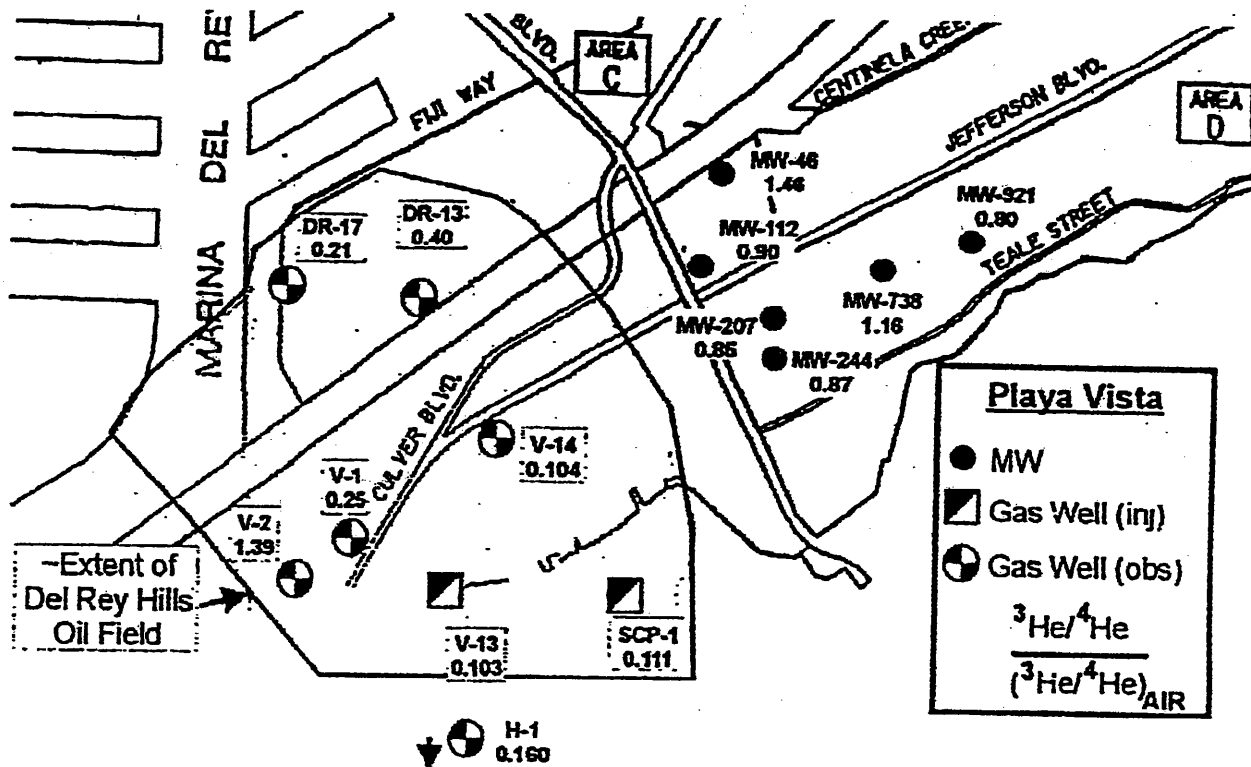 MARINA DEL RE
BLVD.
AREA
C
FIJI WAY
CENTINELA CREE
JEFFERSON BLVD.
AREA
D
MW-46
1.46
MW-921
0.80
DR-17
0.21
DR-13
0.40
MW-112
0.90
TEALE STREET
MW-738
1.16
MW-207
0.85
MW-244
0.87
CULVER BLVD.
V-14
0.104
V-1
0.25
V-2
1.39
~Extent of
Del Rey Hills
Oil Field
V-13
0.103
SCP-1
0.111
H-1
0.160
Playa Vista
MW
Gas Well (inj)
Gas Well (obs)
³He/⁴He
(³He/⁴He)AIR